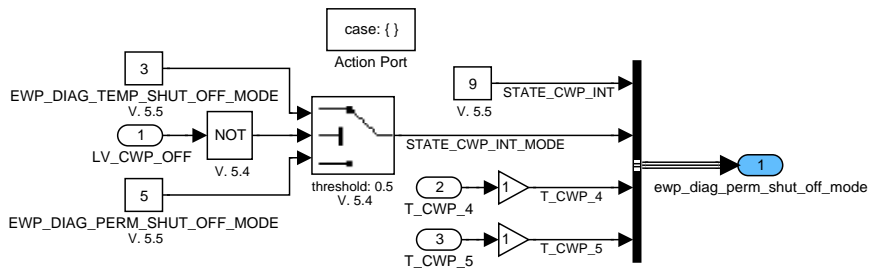 case: { }
Action Port
3
EWP_DIAG_TEMP_SHUT_OFF_MODE
V. 5.5
1
LV_CWP_OFF
NOT
V. 5.4
5
EWP_DIAG_PERM_SHUT_OFF_MODE
V. 5.5
threshold: 0.5
V. 5.4
STATE_CWP_INT_MODE
9
V. 5.5
STATE_CWP_INT
2
T_CWP_4
1
T_CWP_4
3
T_CWP_5
1
T_CWP_5
1
ewp_diag_perm_shut_off_mode